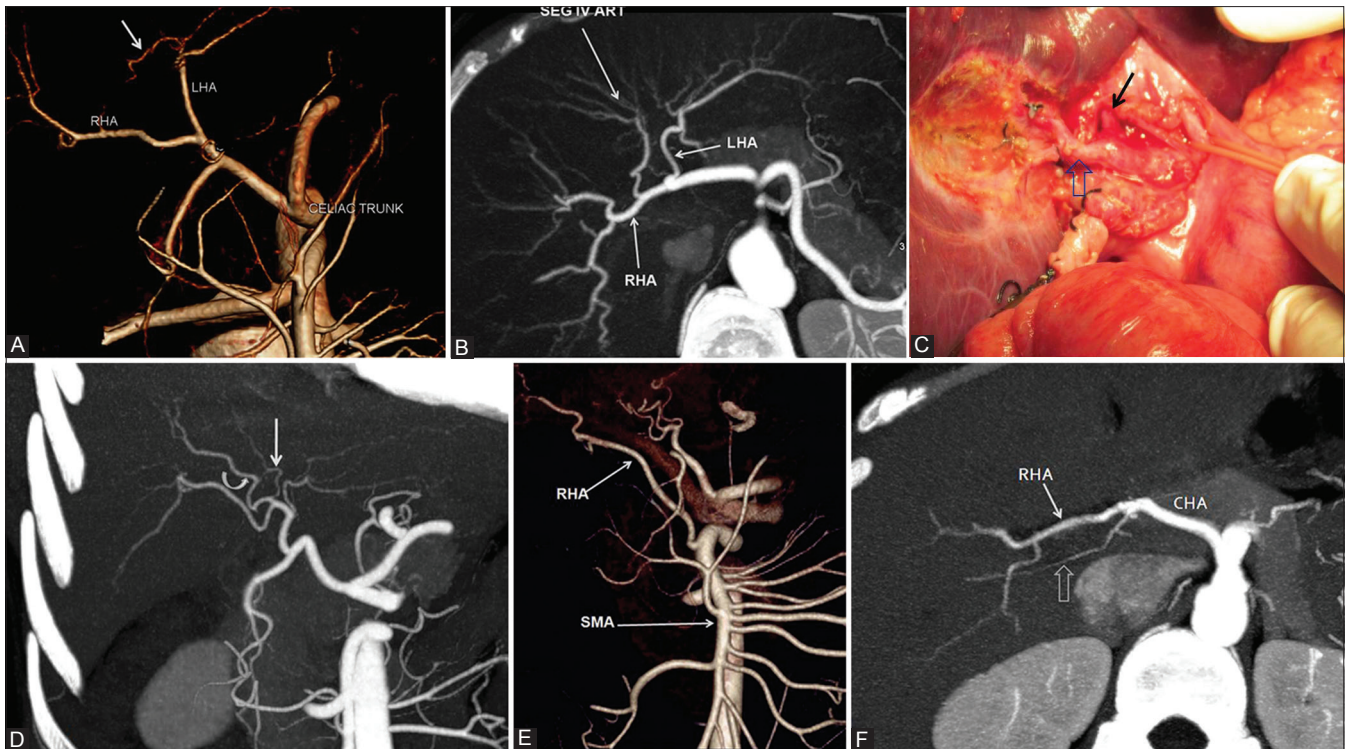 LHA
RHA
CELIAC TRUNK
A
SEG IV ART
LHA
RHA
3
B
C
D
RHA
SMA
E
RHA
CHA
F